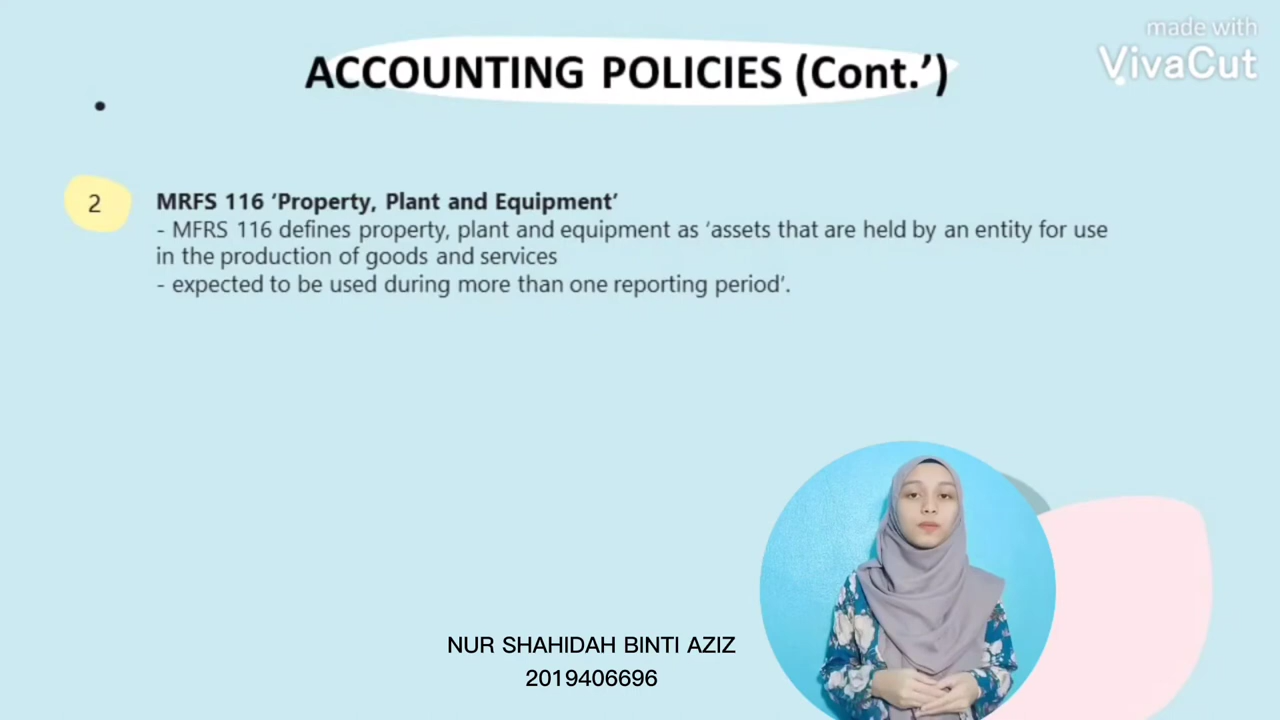 made with
VivaCut
ACCOUNTING POLICIES (Cont.’)
2
MRFS 116 ‘Property, Plant and Equipment’
- MFRS 116 defines property, plant and equipment as ‘assets that are held by an entity for use
in the production of goods and services
- expected to be used during more than one reporting period’.
NUR SHAHIDAH BINTI AZIZ
2019406696